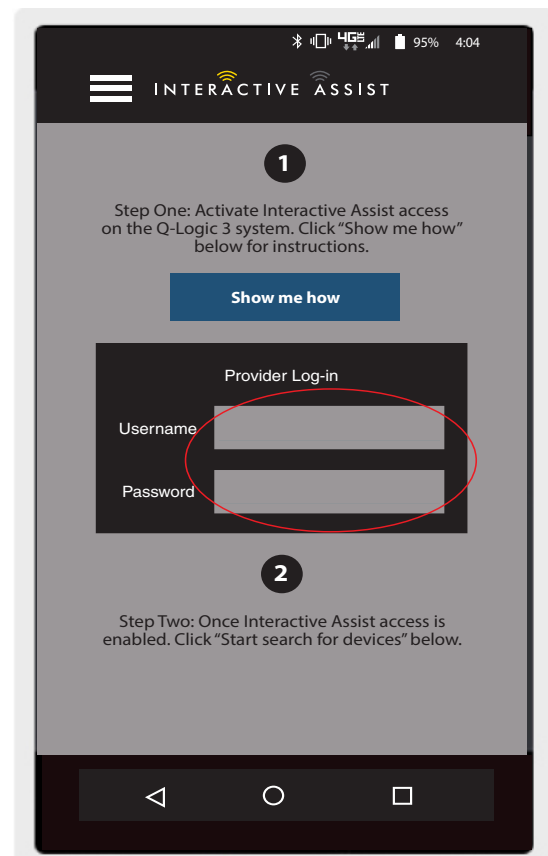 4GE 95% 4:04
INTERACTIVE ASSIST
1
Step One: Activate Interactive Assist access
on the Q-Logic 3 system. Click “Show me how”
below for instructions.
Show me how
Provider Log-in
Username
Password
2
Step Two: Once Interactive Assist access is
enabled. Click “Start search for devices” below.